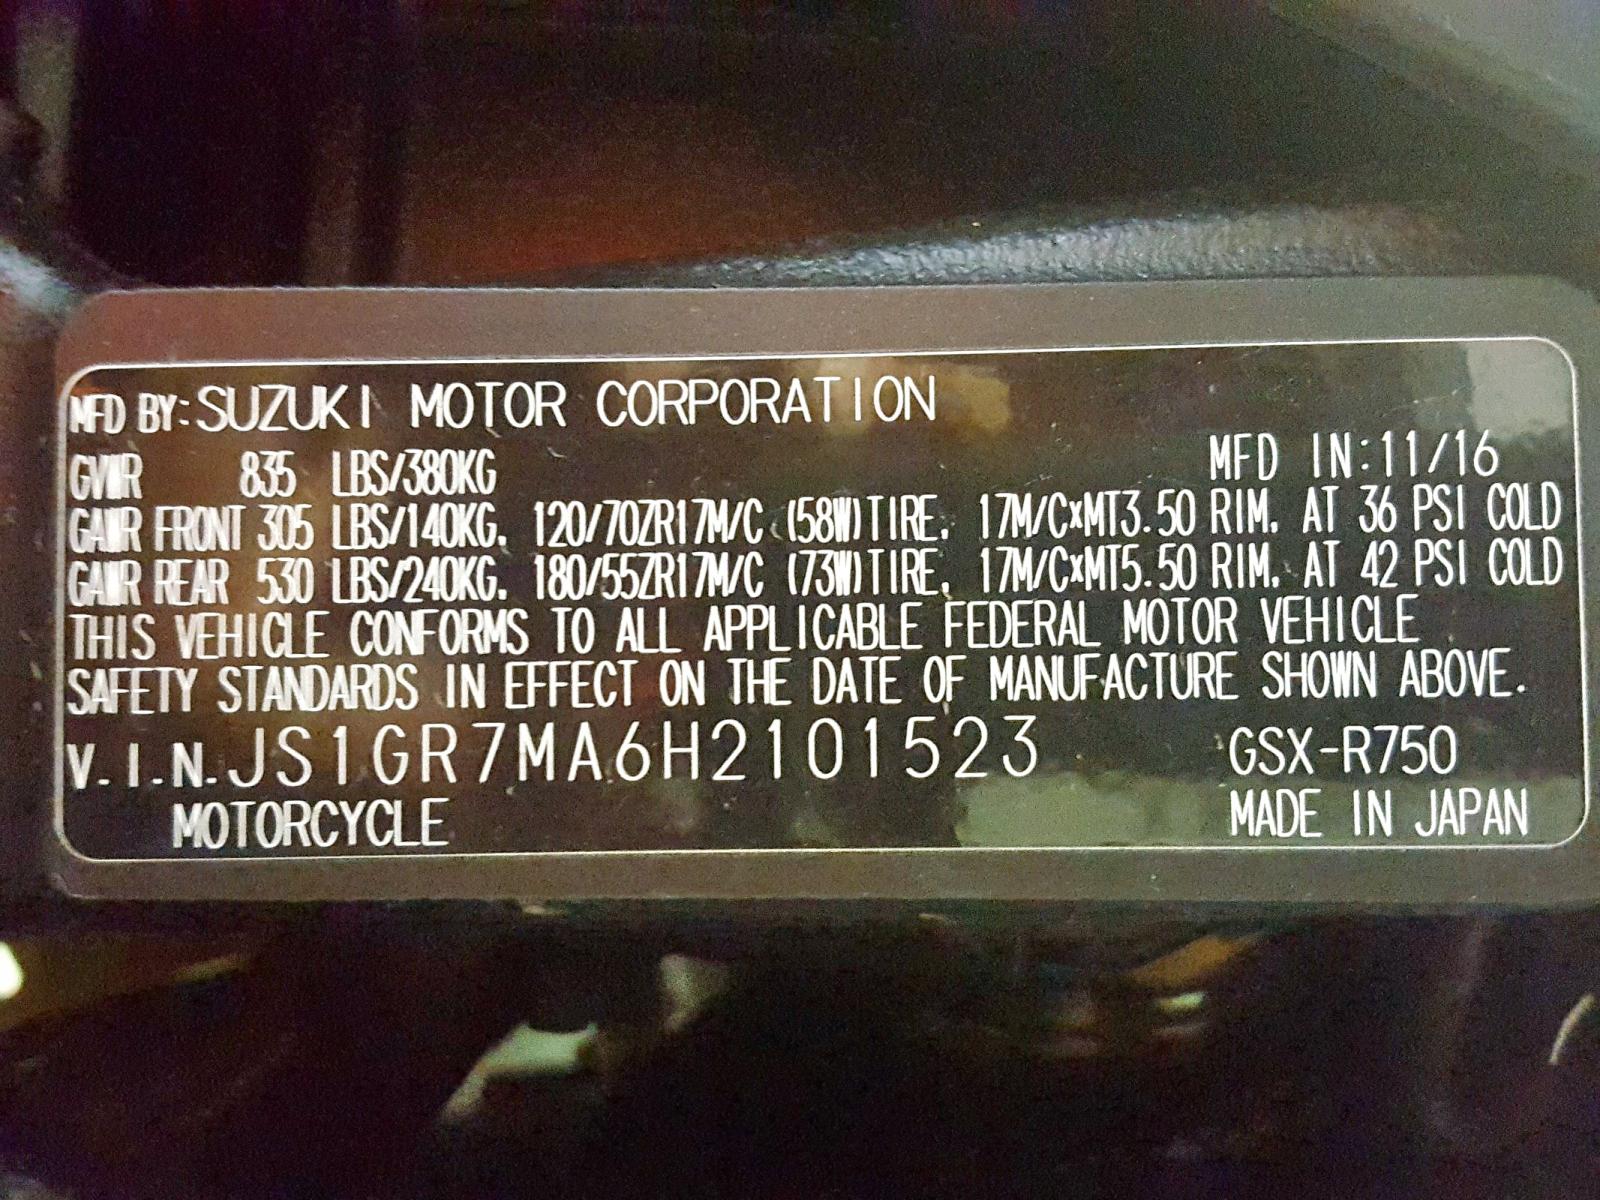 MFD BY:SUZUKI MOTOR CORPORATION
GVWR 835 LBS/380KG MFD IN:11/16
GAWR FRONT 305 LBS/140KG. 120/70ZR17M/C (58W)TIRE. 17M/C×MT3.50 RIM. AT 36 PSI COLD
GAWR REAR 530 LBS/240KG. 180/55ZR17M/C (73W)TIRE. 17M/C×MT5.50 RIM. AT 42 PSI COLD
THIS VEHICLE CONFORMS TO ALL APPLICABLE FEDERAL MOTOR VEHICLE
SAFETY STANDARDS IN EFFECT ON THE DATE OF MANUFACTURE SHOWN ABOVE.
V.I.N.JS1GR7MA6H2101523 GSX-R750
MOTORCYCLE MADE IN JAPAN